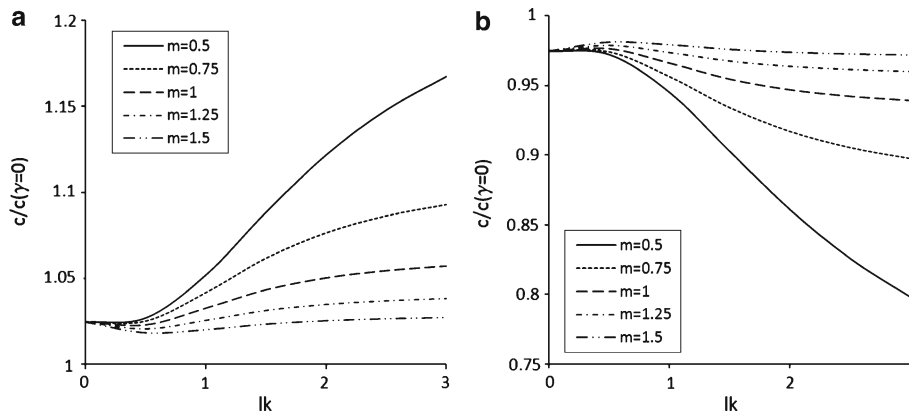 a
1.2
1.15
1.1
1.05
1
c/c(γ=0)
m=0.5
m=0.75
m=1
m=1.25
m=1.5
0 1 2 3
lk
b
1
0.95
0.9
0.85
0.8
0.75
c/c(γ=0)
m=0.5
m=0.75
m=1
m=1.25
m=1.5
0 1 2
lk